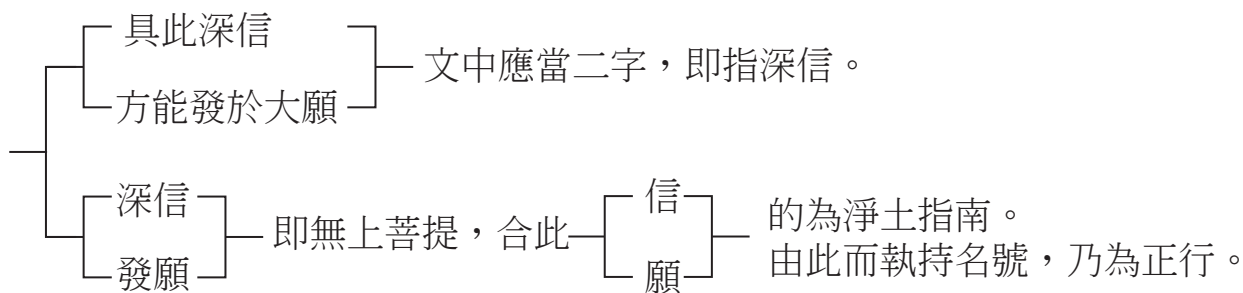 具此深信
方能發於大願
文中應當二字，即指深信。
深信
發願
即無上菩提，合此
信
願
的為淨土指南。
由此而執持名號，乃為正行。